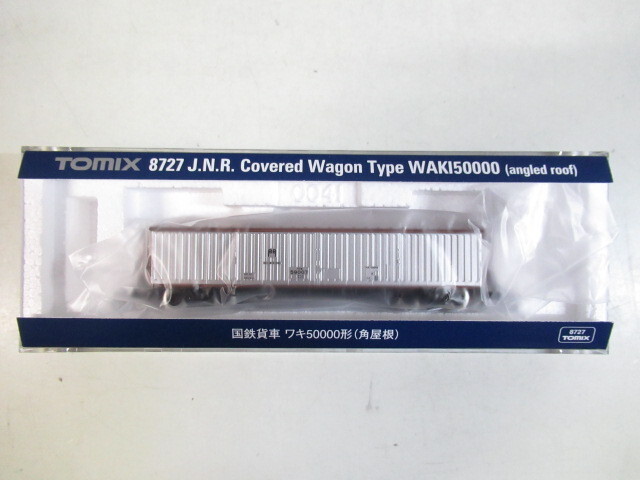 TOMIX 8727 J.N.R. Covered Wagon Type WAKI50000 (angled roof)
国鉄貨車 ワキ50000形(角屋根)
8727
TOMIX